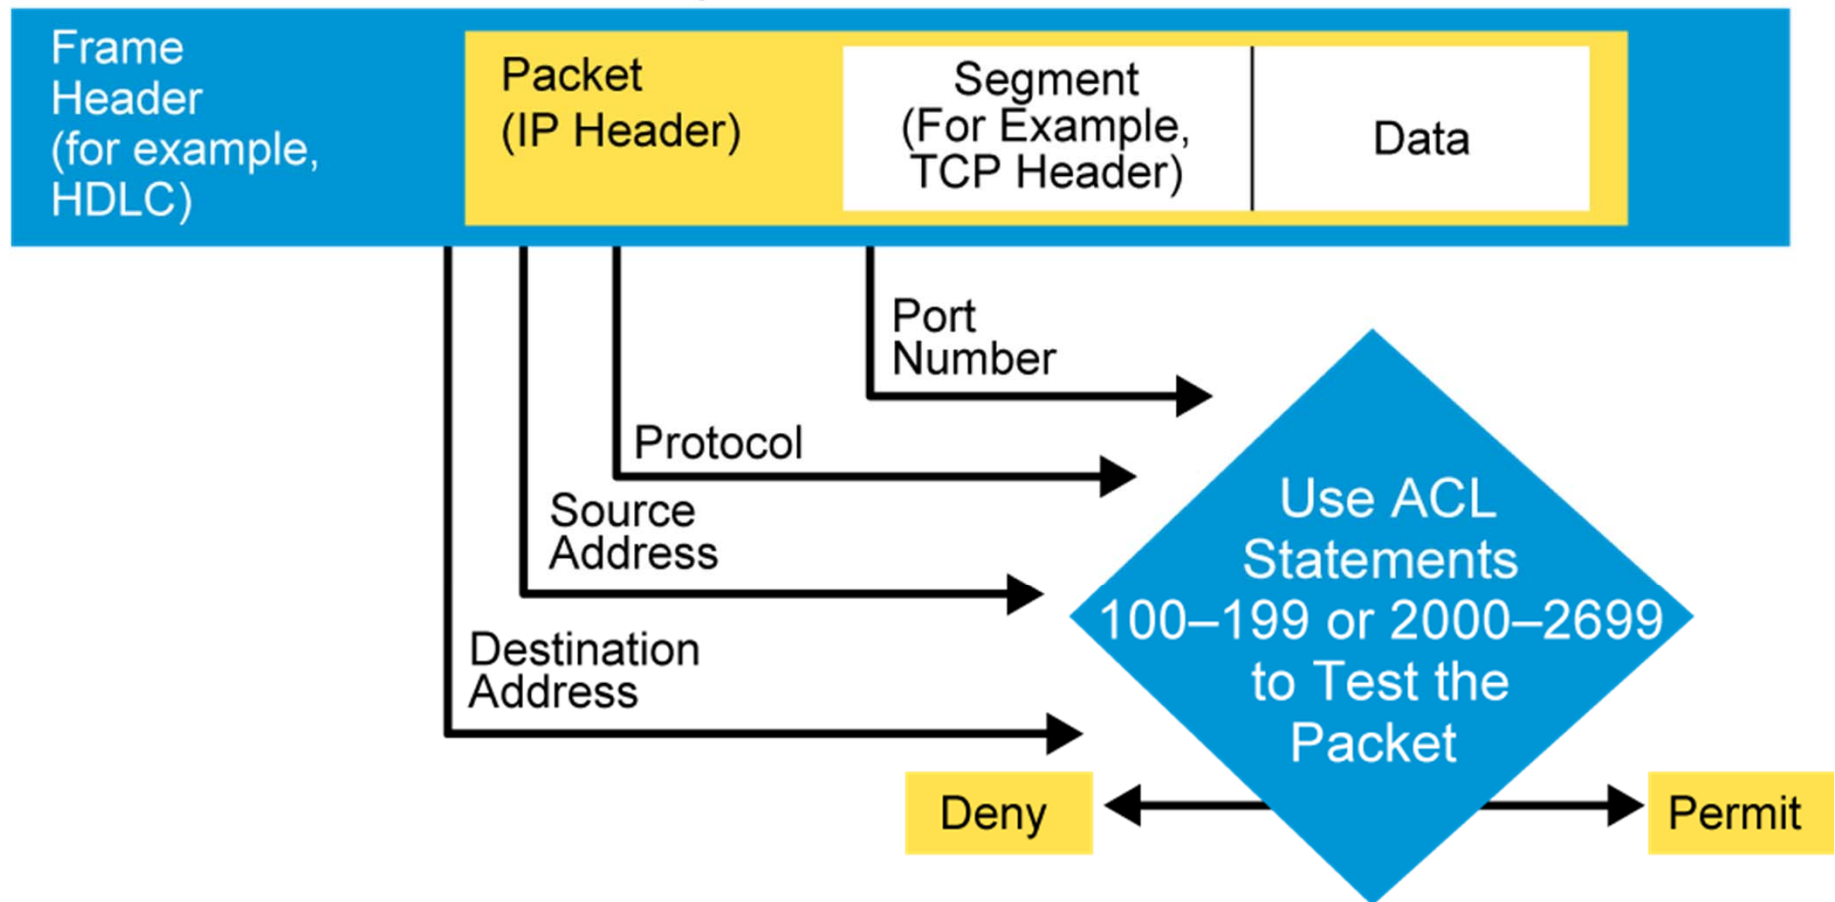 Frame
Header
(for example,
HDLC)
Packet
(IP Header)
Segment
(For Example,
TCP Header)
Data
Port
Number
Protocol
Source
Address
Destination
Address
Use ACL
Statements
100–199 or 2000–2699
to Test the
Packet
Deny
Permit